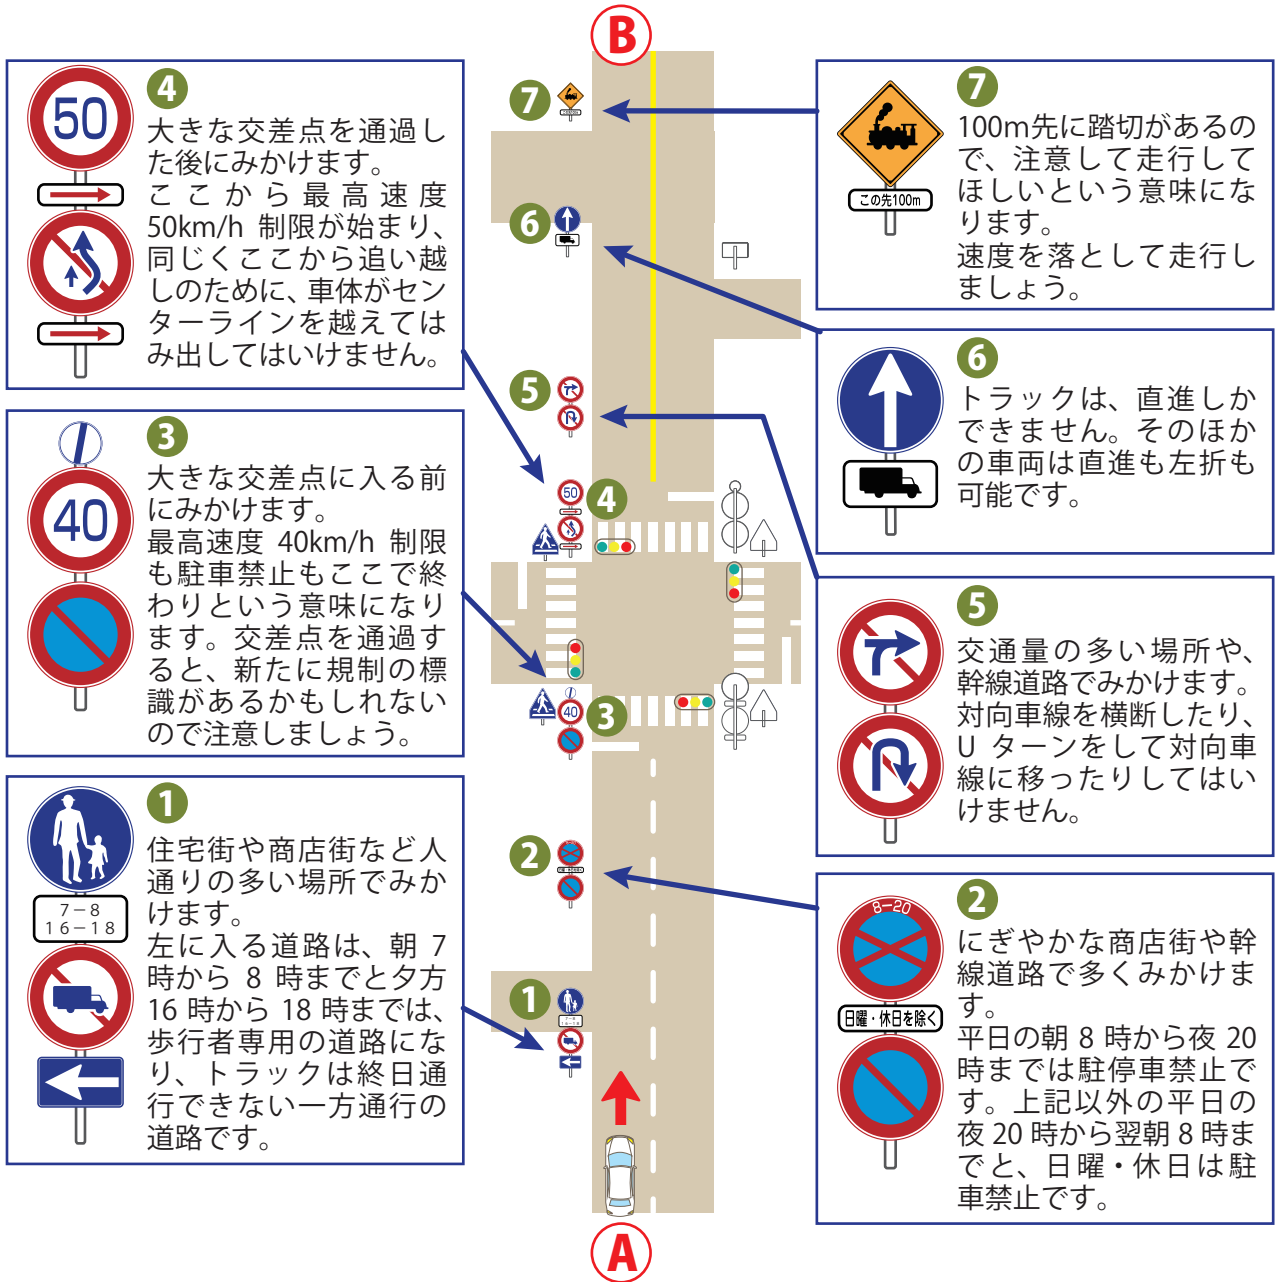 B
4
50
大きな交差点を通過し
た後にみかけます。
ここから最高速度
50km/h 制限が始まり、
同じくここから追い越
しのために、車体がセン
ターラインを越えては
み出してはいけません。
3
40
大きな交差点に入る前
にみかけます。
最高速度 40km/h 制限
も駐車禁止もここで終
わりという意味になり
ます。交差点を通過す
ると、新たに規制の標
識があるかもしれない
ので注意しましょう。
1
7-8
16-18
住宅街や商店街など人
通りの多い場所でみか
けます。
左に入る道路は、朝 7
時から 8 時までと夕方
16 時から 18 時までは、
歩行者専用の道路にな
り、トラックは終日通
行できない一方通行の
道路です。
7
6
5
50
4
40
3
2
1
7-8
16-18
A
7
この先100m
100m先に踏切があるの
で、注意して走行して
ほしいという意味にな
ります。
速度を落として走行し
ましょう。
6
トラックは、直進しか
できません。そのほか
の車両は直進も左折も
可能です。
5
交通量の多い場所や、
幹線道路でみかけます。
対向車線を横断したり、
U ターンをして対向車
線に移ったりしてはい
けません。
2
8-20
日曜・休日を除く
にぎやかな商店街や幹
線道路で多くみかけま
す。
平日の朝 8 時から夜 20
時までは駐停車禁止で
す。上記以外の平日の
夜 20 時から翌朝 8 時ま
でと、日曜・休日は駐
車禁止です。